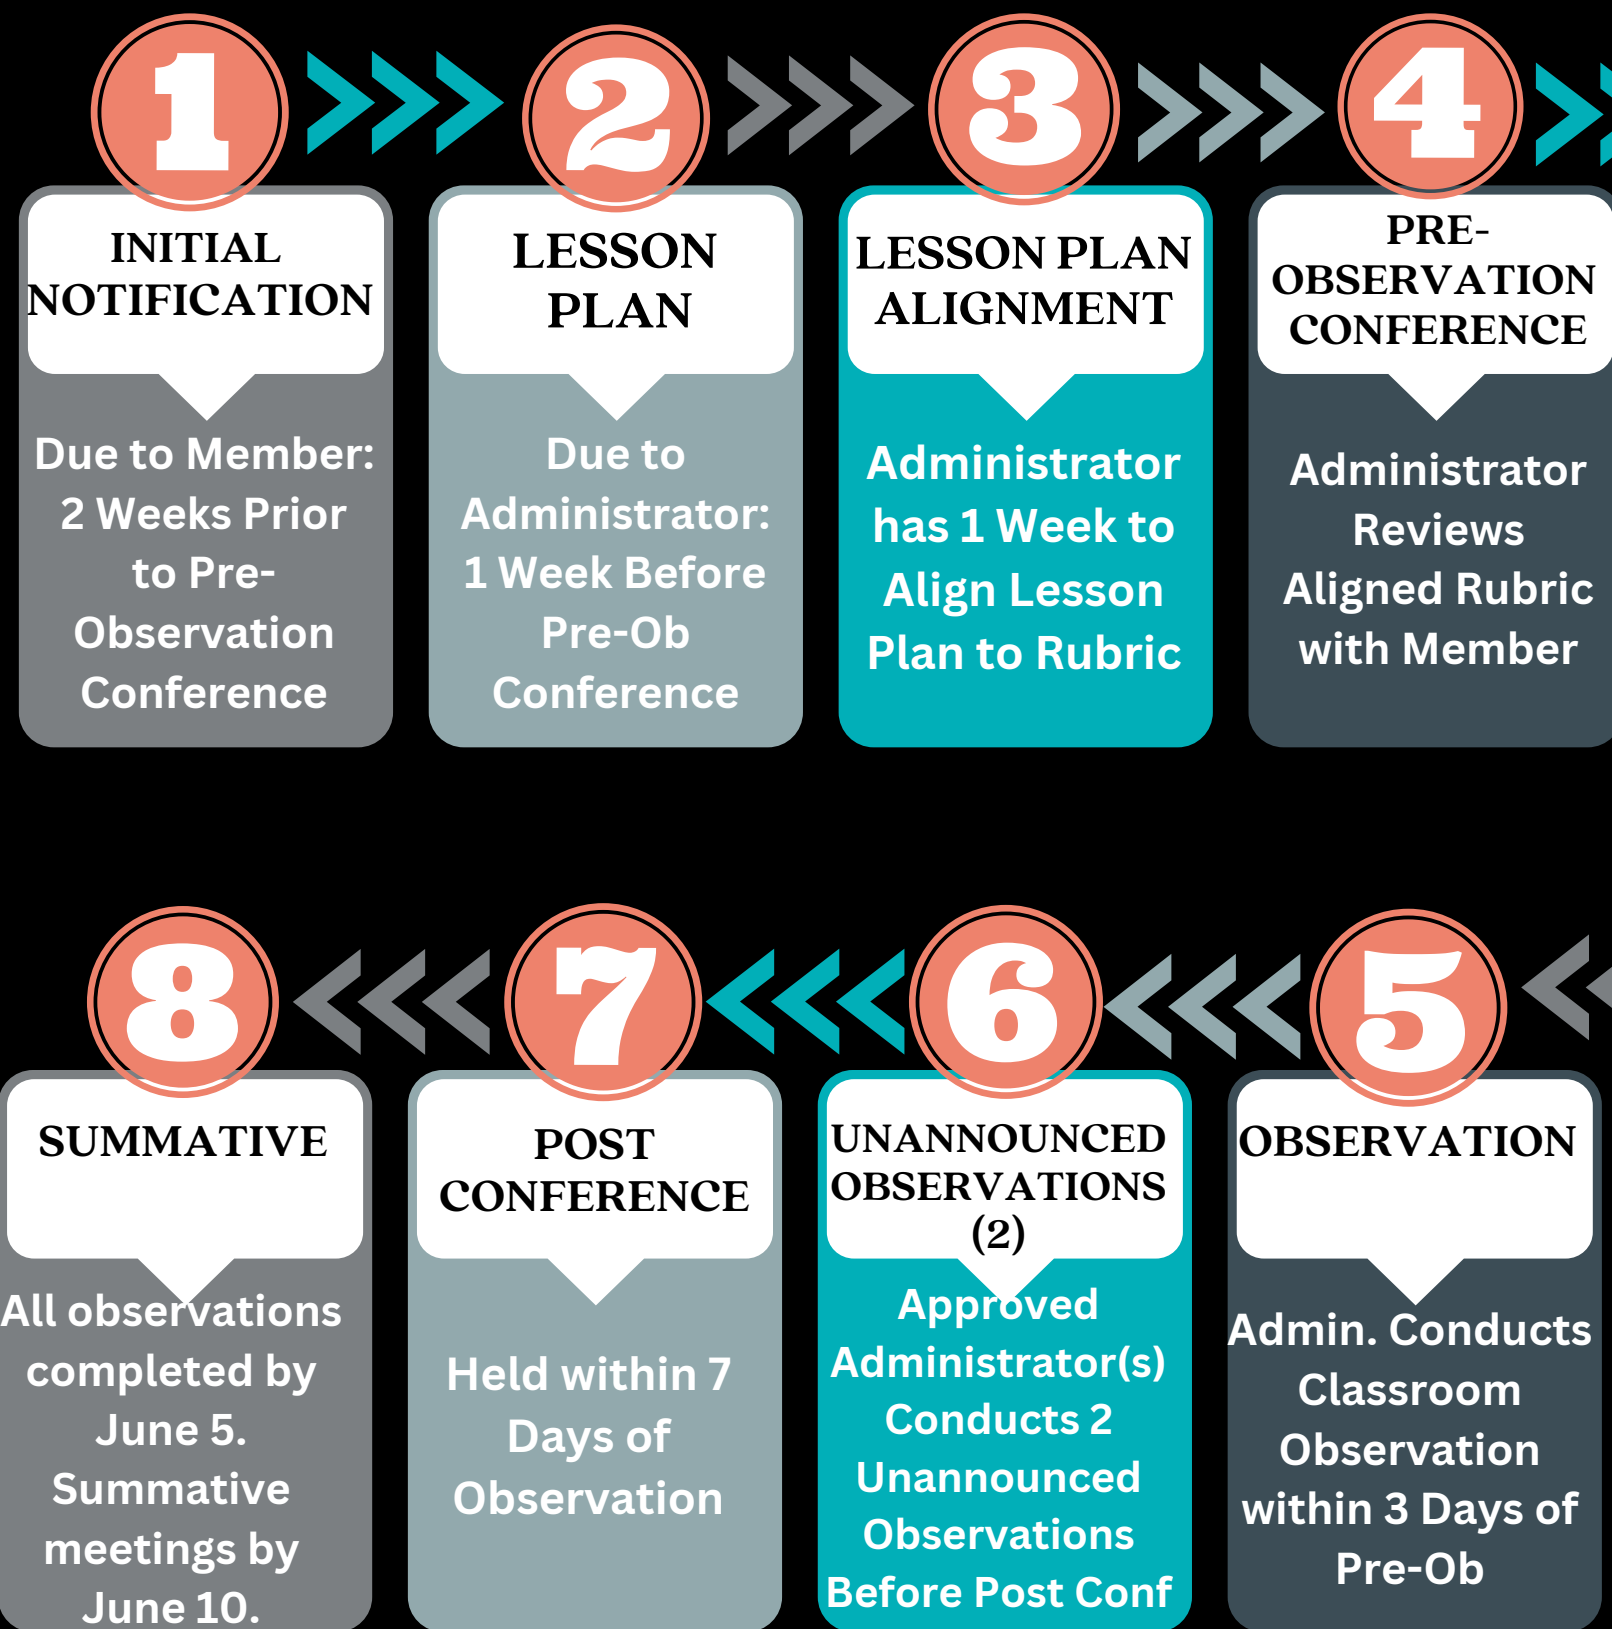 1
INITIAL
NOTIFICATION
Due to Member:
2 Weeks Prior
to Pre-
Observation
Conference
2
LESSON
PLAN
Due to
Administrator:
1 Week Before
Pre-Ob
Conference
3
LESSON PLAN
ALIGNMENT
Administrator
has 1 Week to
Align Lesson
Plan to Rubric
4
PRE-
OBSERVATION
CONFERENCE
Administrator
Reviews
Aligned Rubric
with Member
5
OBSERVATION
Admin. Conducts
Classroom
Observation
within 3 Days of
Pre-Ob
6
UNANNOUNCED
OBSERVATIONS
(2)
Approved
Administrator(s)
Conducts 2
Unannounced
Observations
Before Post Conf
7
POST
CONFERENCE
Held within 7
Days of
Observation
8
SUMMATIVE
All observations
completed by
June 5.
Summative
meetings by
June 10.